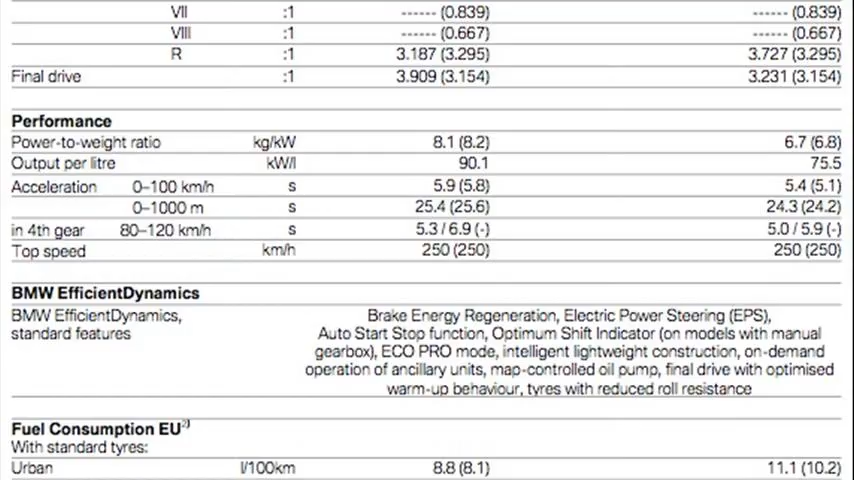 VII :1 ------ (0.839) ------ (0.839)
VIII :1 ------ (0.667) ------ (0.667)
R :1 3.187 (3.295) 3.727 (3.295)
Final drive :1 3.909 (3.154) 3.231 (3.154)
Performance
Power-to-weight ratio kg/kW 8.1 (8.2) 6.7 (6.8)
Output per litre kW/l 90.1 75.5
Acceleration 0–100 km/h s 5.9 (5.8) 5.4 (5.1)
0–1000 m s 25.4 (25.6) 24.3 (24.2)
in 4th gear 80–120 km/h s 5.3 / 6.9 (-) 5.0 / 5.9 (-)
Top speed km/h 250 (250) 250 (250)
BMW EfficientDynamics
BMW EfficientDynamics, Brake Energy Regeneration, Electric Power Steering (EPS),
standard features Auto Start Stop function, Optimum Shift Indicator (on models with manual
gearbox), ECO PRO mode, intelligent lightweight construction, on-demand
operation of ancillary units, map-controlled oil pump, final drive with optimised
warm-up behaviour, tyres with reduced roll resistance
Fuel Consumption EU²⁾
With standard tyres:
Urban l/100km 8.8 (8.1) 11.1 (10.2)